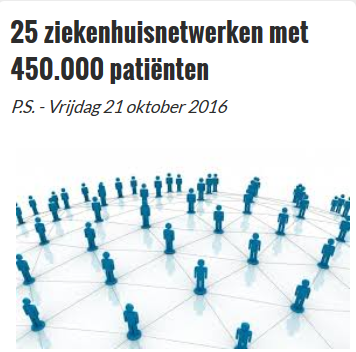 25 ziekenhuisnetwerken met
450.000 patiënten
P.S. - Vrijdag 21 oktober 2016